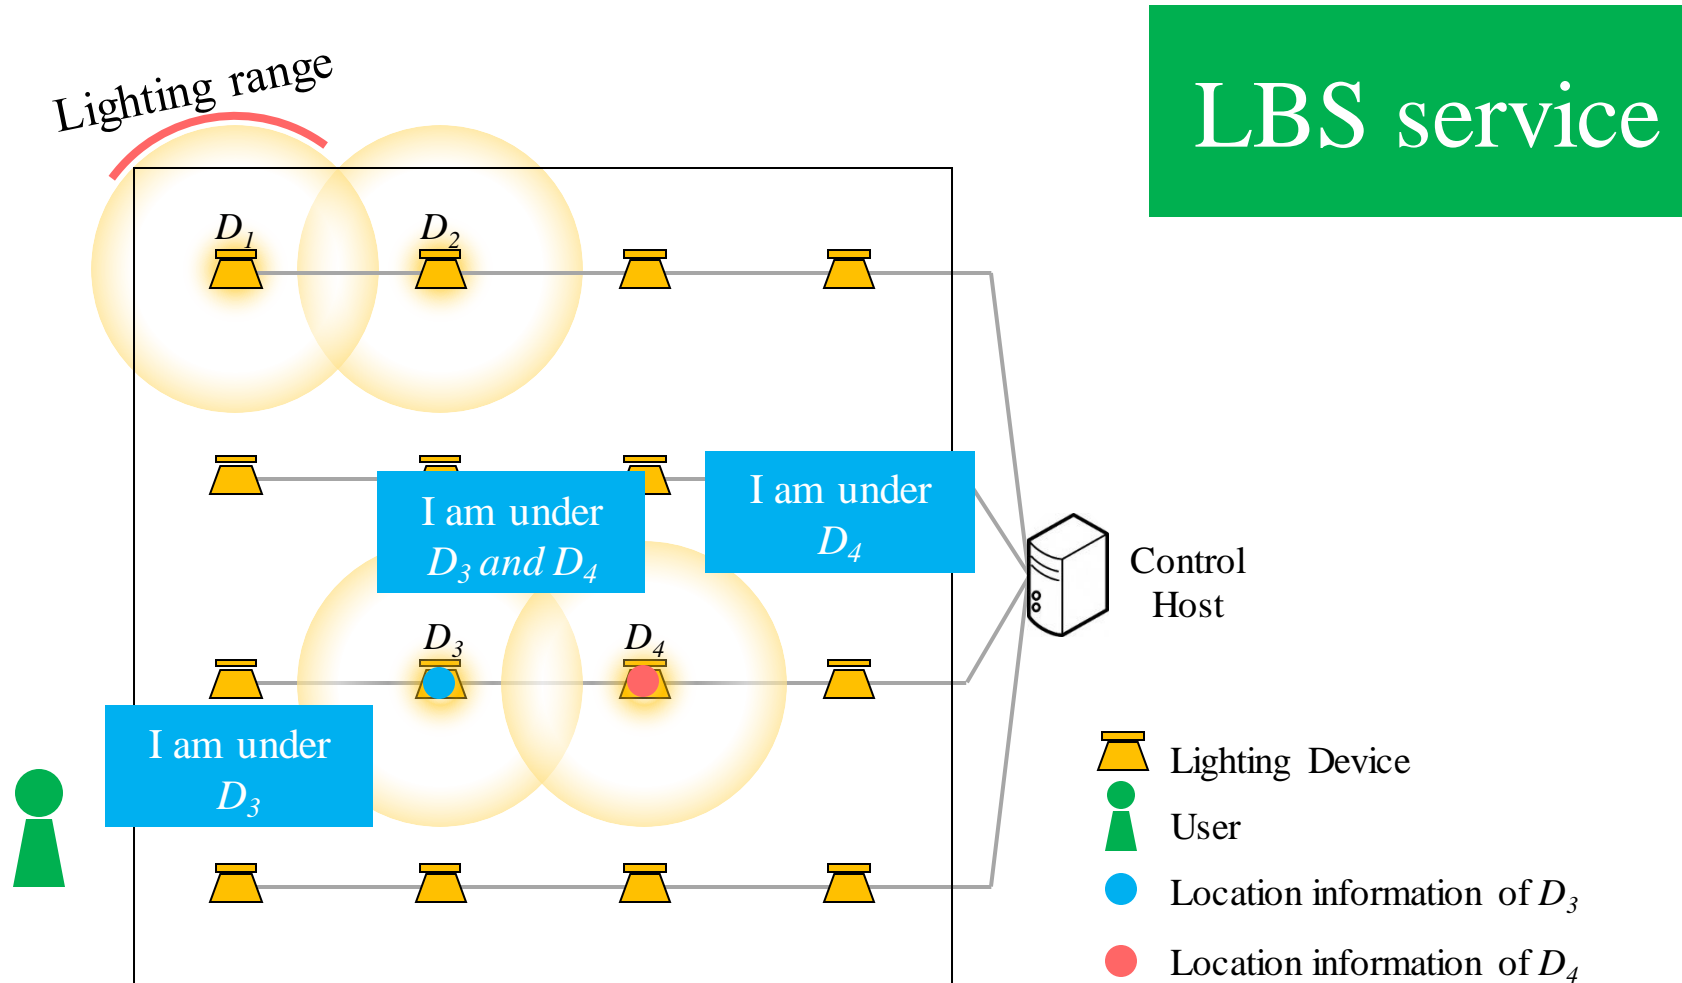 Lighting range
LBS service
D₁
D₂
I am under
D₃ and D₄
I am under
D₄
Control
Host
D₃
D₄
I am under
D₃
Lighting Device
User
Location information of D₃
Location information of D₄